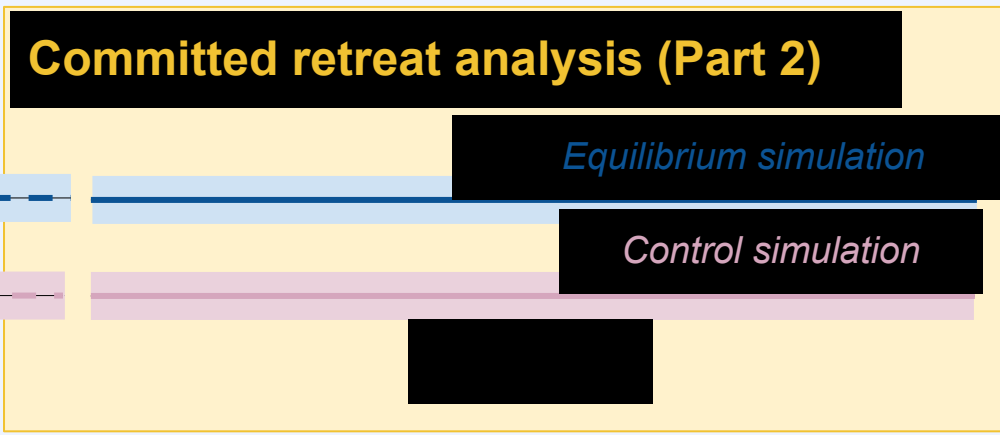 Committed retreat analysis (Part 2)
Equilibrium simulation
Control simulation